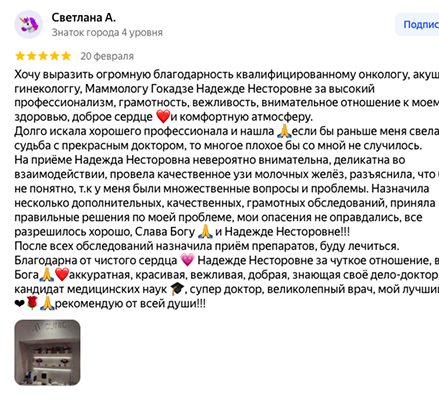 Светлана А.
Знаток города 4 уровня
Подпис
20 февраля
Хочу выразить огромную благодарность квалифицированному онкологу, акуш
гинекологгу, Маммологу Гокадзе Надежде Несторовне за высокий
профессионализм, грамотность, вежливость, внимательное отношение к моем
здоровью, доброе сердце ❤️и комфортную атмосферу.
Долго искала хорошего профессионала и нашла 🙏если бы раньше меня свела
судьба с прекрасным доктором, то многое плохое бы со мной не случилось.
На приёме Надежда Несторовна невероятно внимательна, деликатна во
взаимодействии, провела качественное узи молочных желёз, разъяснила, что
не понятно, т.к у меня были множественные вопросы и проблемы. Назначила
несколько дополнительных, качественных, грамотных обследований, приняла
правильные решения по моей проблеме, мои опасения не оправдались, все
разрешилось хорошо, Слава Богу 🙏 и Надежде Несторовне!!!
После всех обследований назначила приём препаратов, буду лечиться.
Благодарна от чистого сердца 💗 Надежде Несторовне за чуткое отношение, в
Бога🙏❤️аккуратная, красивая, вежливая, добрая, знающая своё дело-доктор,
кандидат медицинских наук 🎓, супер доктор, великолепный врач, мой лучши
❤🌹🙏рекомендую от всей души!!!